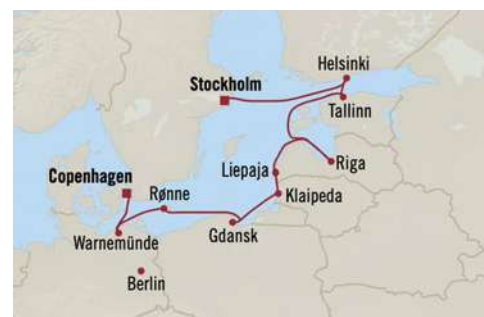 Helsinki
Stockholm
Tallinn
Riga
Liepaja
Copenhagen
Rønne
Klaipeda
Gdansk
Warnemünde
Berlin